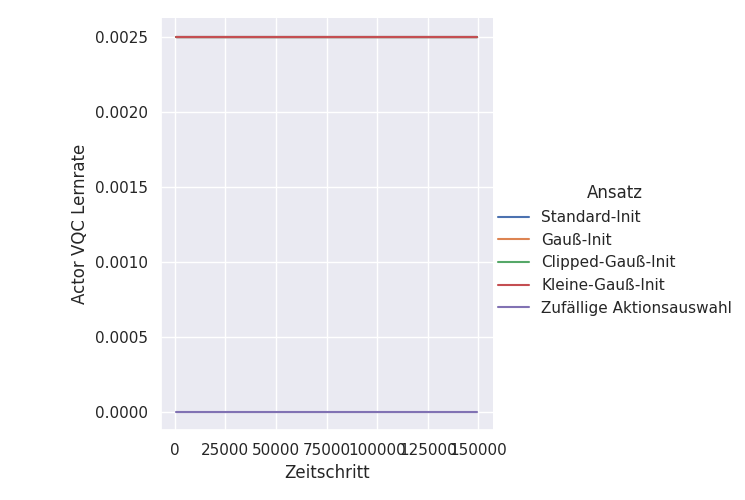 0.0025
0.0020
0.0015
0.0010
0.0005
0.0000
Actor VQC Lernrate
0 25000 50000 75000 100000 125000 150000
Zeitschritt
Ansatz
Standard-Init
Gauß-Init
Clipped-Gauß-Init
Kleine-Gauß-Init
Zufällige Aktionsauswahl